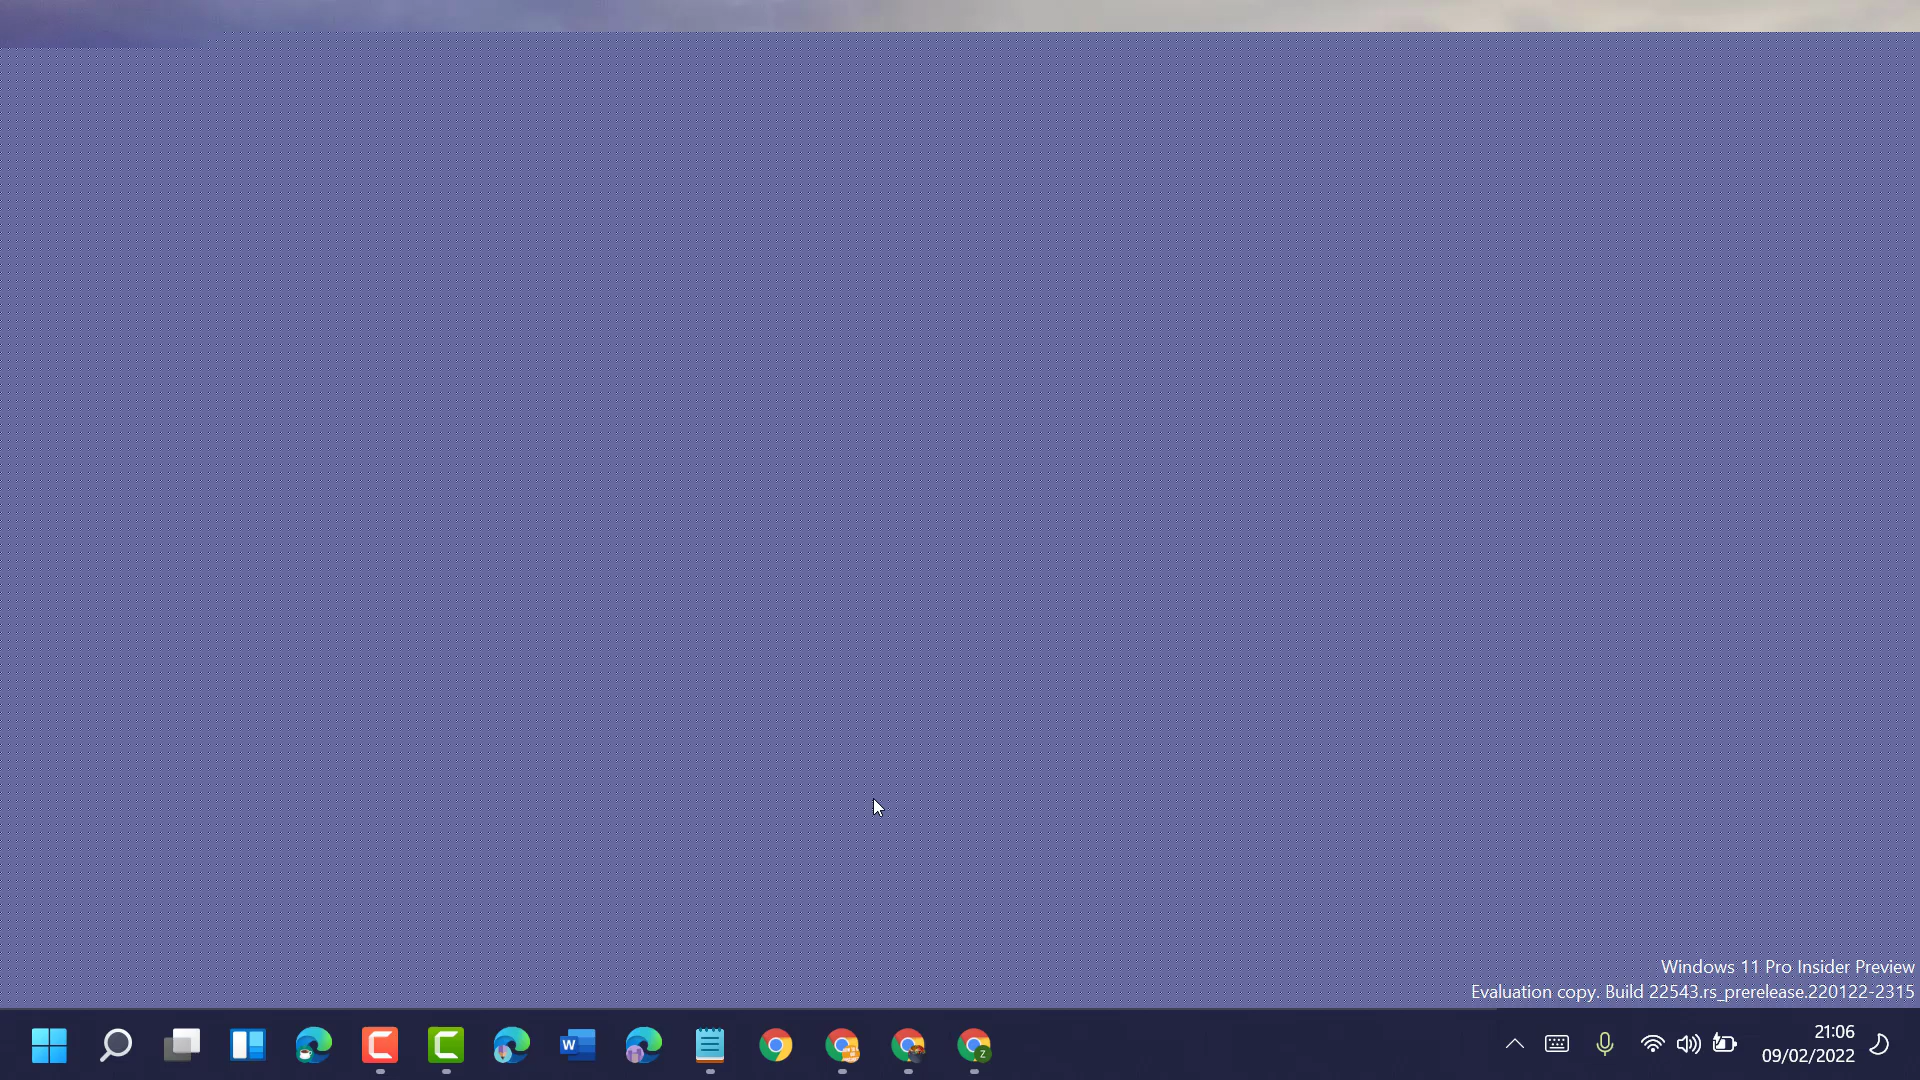 Windows 11 Pro Insider Preview
Evaluation copy. Build 22543.rs_prerelease.220122-2315
W
Z
21:06
09/02/2022